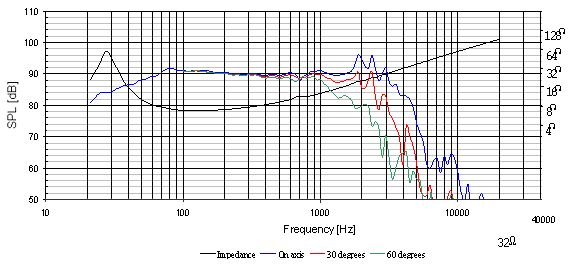 110
100
90
80
70
60
50
SPL [dB]
128Ω
64Ω
32Ω
16Ω
8Ω
4Ω
10
100
1000
10000
40000
Frequency [Hz]
32Ω
Impedance
On axis
30 degrees
60 degrees